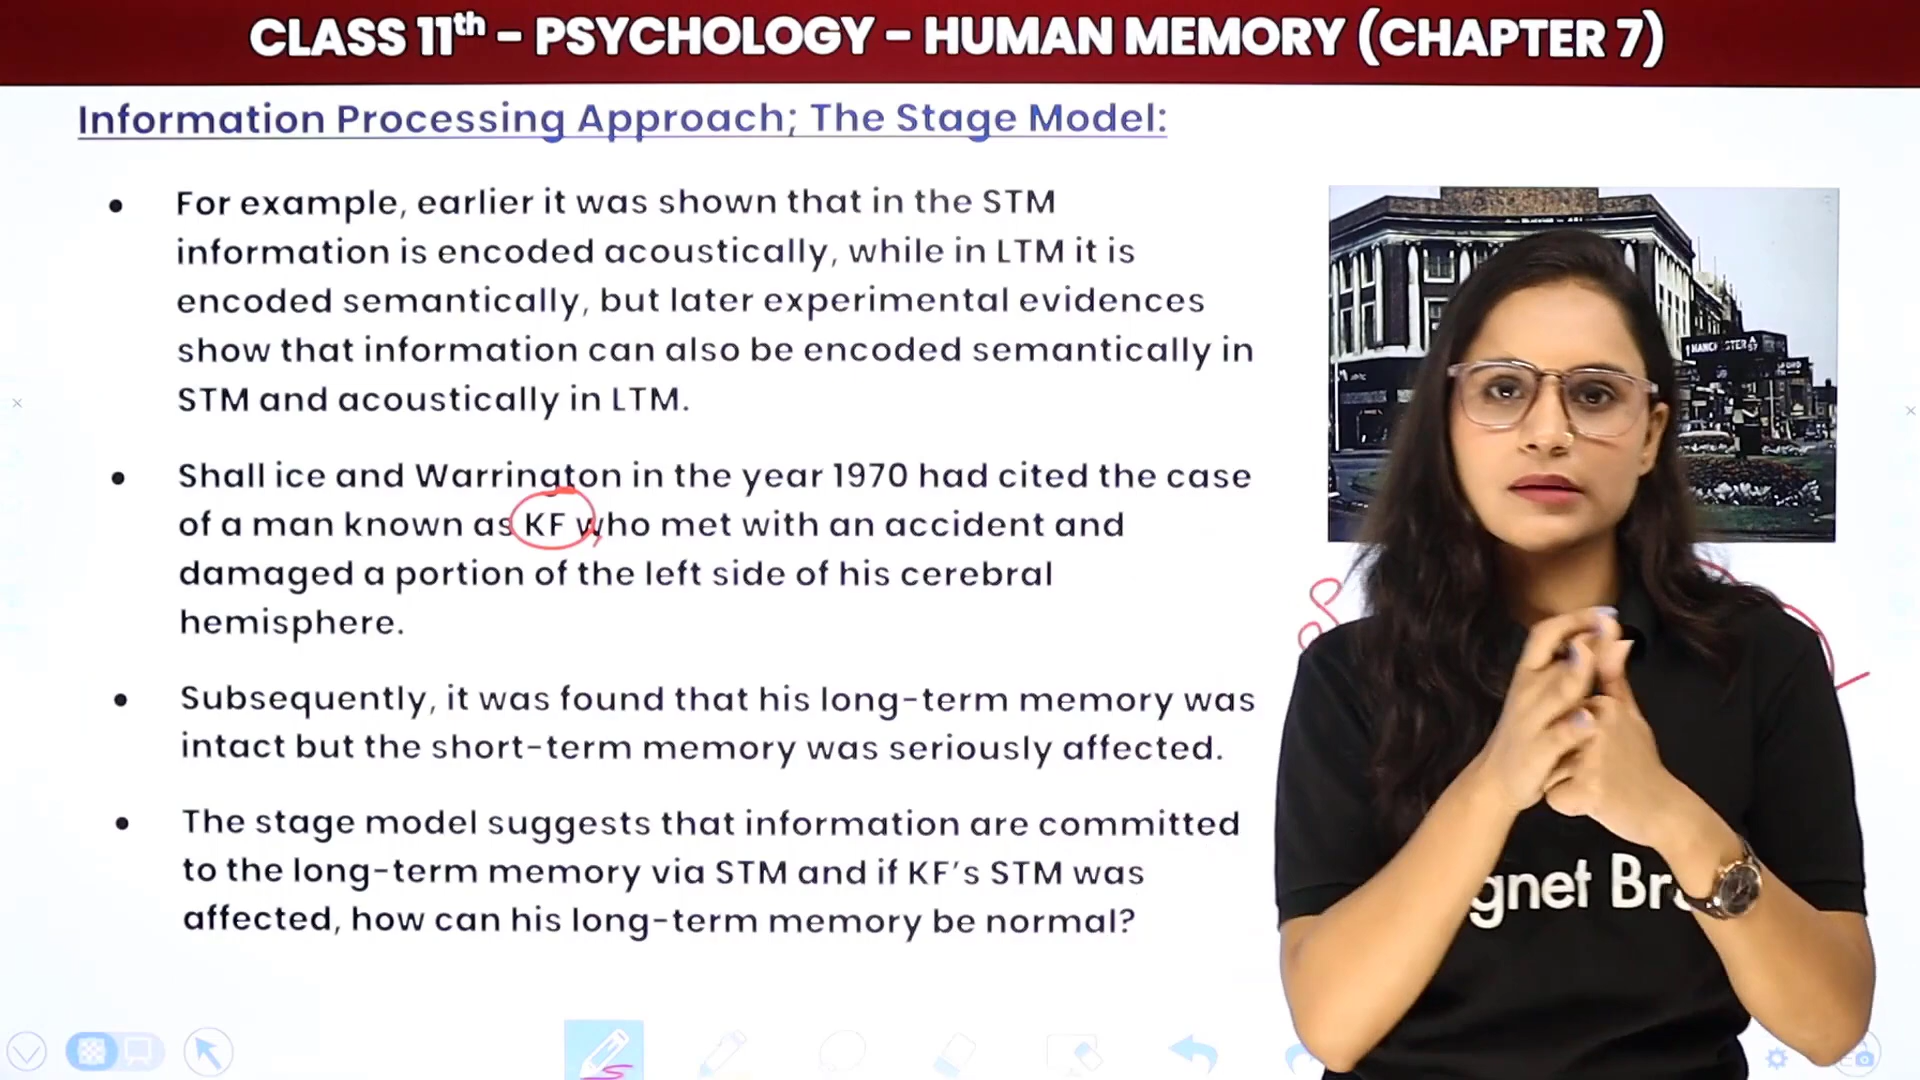 CLASS 11th – PSYCHOLOGY – HUMAN MEMORY (CHAPTER 7)
Information Processing Approach; The Stage Model:
• For example, earlier it was shown that in the STM
information is encoded acoustically, while in LTM it is
encoded semantically, but later experimental evidences
show that information can also be encoded semantically in
STM and acoustically in LTM.
• Shall ice and Warrington in the year 1970 had cited the case
of a man known as KF who met with an accident and
damaged a portion of the left side of his cerebral
hemisphere.
• Subsequently, it was found that his long-term memory was
intact but the short-term memory was seriously affected.
• The stage model suggests that information are committed
to the long-term memory via STM and if KF's STM was
affected, how can his long-term memory be normal?
gnet Br